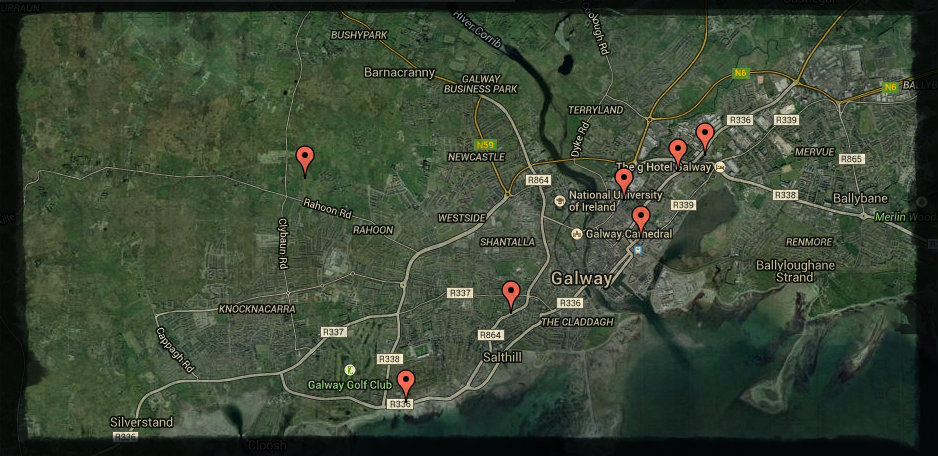 URRAUN
BUSHYPARK
River Corrib
Coolough Rd
Barnacranny
GALWAY
BUSINESS PARK
N6
N6
BALLYB
TERRYLAND
Dyke Rd
R336
R339
N59
NEWCASTLE
MERVUE
R865
The g Hotel Galway
R864
R338
National University
of Ireland
Ballybane
Rahoon Rd
R339
Merlin Wood
WESTSIDE
Clybaun Rd
RAHOON
SHANTALLA
Galway Cathedral
RENMORE
Ballyloughane
Strand
Galway
R337
R336
KNOCKNACARRA
THE CLADDAGH
R337
R864
Cappagh Rd
R338
Salthill
Galway Golf Club
R336
Silverstand
R336
Cloosh